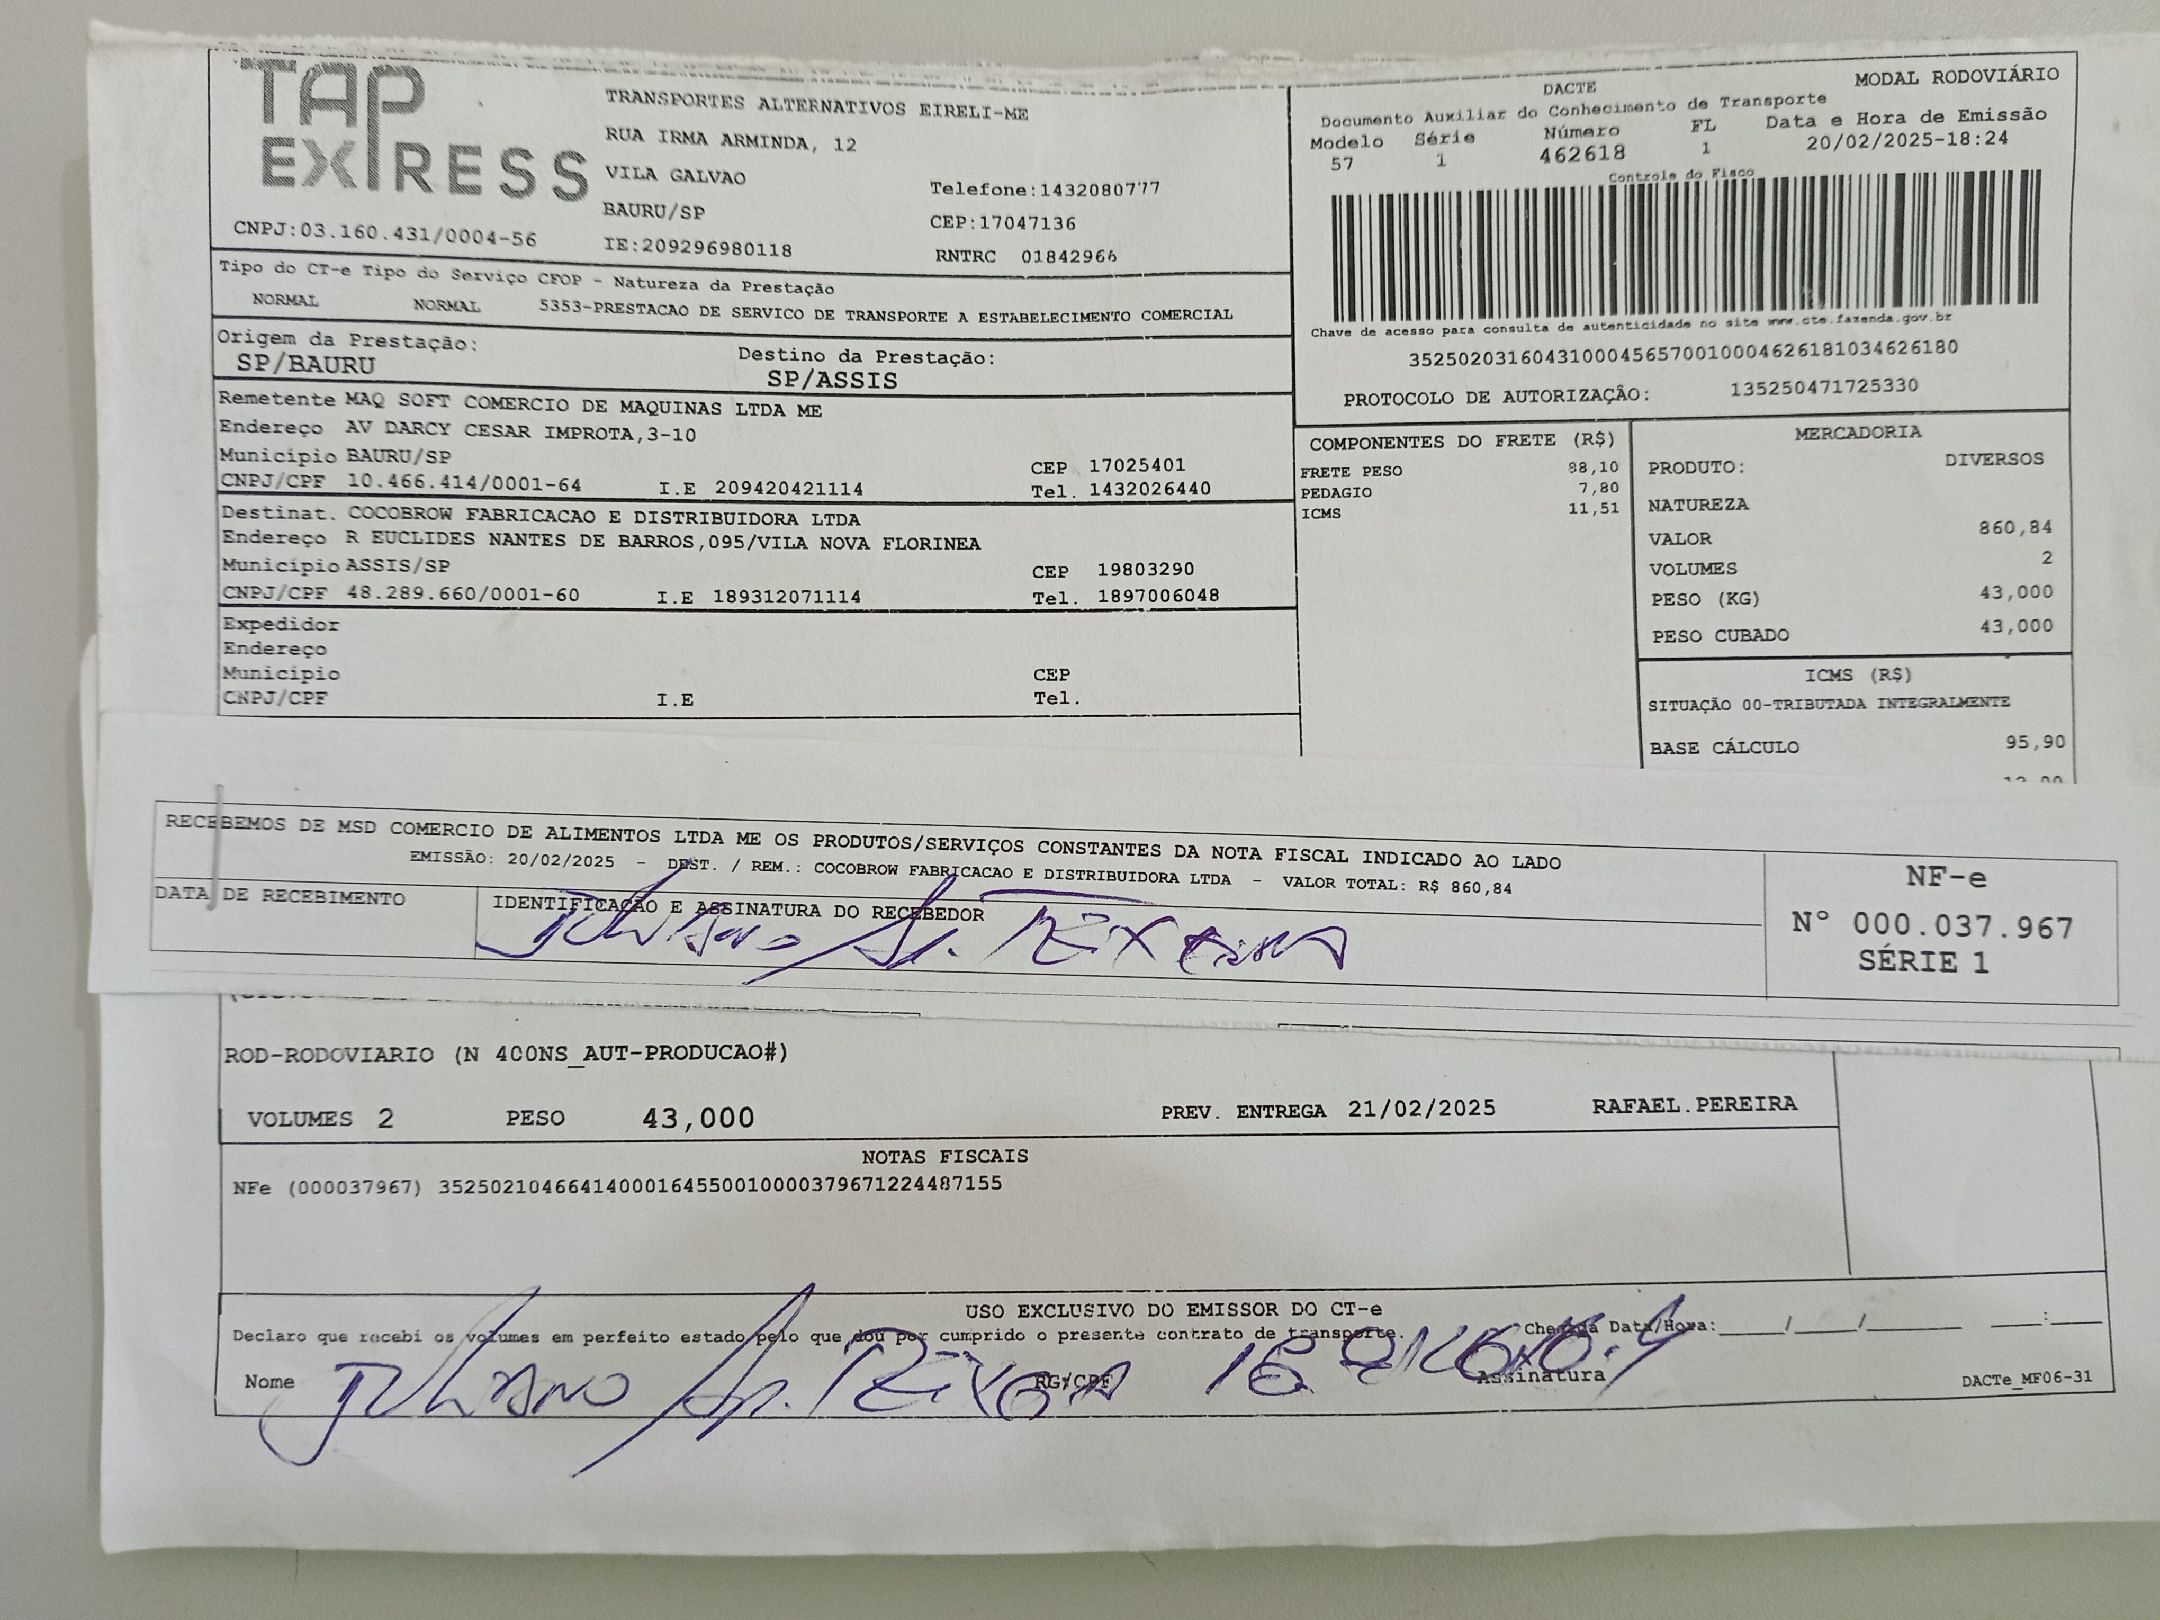 TAP
EXPRESS
TRANSPORTES ALTERNATIVOS EIRELI-ME
RUA IRMA ARMINDA, 12
VILA GALVAO
Telefone:1432080777
BAURU/SP
CEP:17047136
CNPJ:03.160.431/0004-56
IE:209296980118
RNTRC 01842966
DACTE
MODAL RODOVIÁRIO
Documento Auxiliar do Conhecimento de Transporte
Modelo Série Número FL Data e Hora de Emissão
57 1 462618 1 20/02/2025-18:24
Controle do Fisco
Chave de acesso para consulta de autenticidade no site www.cte.fazenda.gov.br
35250203160431000456570010004626181034626180
PROTOCOLO DE AUTORIZAÇÃO: 135250471725330
Tipo do CT-e Tipo do Serviço CFOP - Natureza da Prestação
NORMAL NORMAL 5353-PRESTACAO DE SERVICO DE TRANSPORTE A ESTABELECIMENTO COMERCIAL
Origem da Prestação: Destino da Prestação:
SP/BAURU SP/ASSIS
Remetente MAQ SOFT COMERCIO DE MAQUINAS LTDA ME
Endereço AV DARCY CESAR IMPROTA,3-10
Município BAURU/SP CEP 17025401
CNPJ/CPF 10.466.414/0001-64 I.E 209420421114 Tel. 1432026440
Destinat. COCOBROW FABRICACAO E DISTRIBUIDORA LTDA
Endereço R EUCLIDES NANTES DE BARROS,095/VILA NOVA FLORINEA
Município ASSIS/SP CEP 19803290
CNPJ/CPF 48.289.660/0001-60 I.E 189312071114 Tel. 1897006048
Expedidor
Endereço
Município CEP
CNPJ/CPF I.E Tel.
COMPONENTES DO FRETE (R$)
FRETE PESO 88,10
PEDAGIO 7,80
ICMS 11,51
MERCADORIA
PRODUTO: DIVERSOS
NATUREZA
VALOR 860,84
VOLUMES 2
PESO (KG) 43,000
PESO CUBADO 43,000
ICMS (R$)
SITUAÇÃO 00-TRIBUTADA INTEGRALMENTE
BASE CÁLCULO 95,90
RECEBEMOS DE MSD COMERCIO DE ALIMENTOS LTDA ME OS PRODUTOS/SERVIÇOS CONSTANTES DA NOTA FISCAL INDICADO AO LADO
EMISSÃO: 20/02/2025 - DEST. / REM.: COCOBROW FABRICACAO E DISTRIBUIDORA LTDA - VALOR TOTAL: R$ 860,84
DATA DE RECEBIMENTO IDENTIFICAÇÃO E ASSINATURA DO RECEBEDOR
Juliano Ap. Teixeira
NF-e
Nº 000.037.967
SÉRIE 1
ROD-RODOVIARIO (N 400NS_AUT-PRODUCAO#)
VOLUMES 2 PESO 43,000 PREV. ENTREGA 21/02/2025 RAFAEL.PEREIRA
NOTAS FISCAIS
NFe (000037967) 35250210466414000164550010000379671224487155
USO EXCLUSIVO DO EMISSOR DO CT-e
Declaro que recebi os volumes em perfeito estado pelo que dou por cumprido o presente contrato de transporte. Chegada Data/Hora:____/____/______ ____:____
Nome Juliano Ap. RG/CPF Assinatura DACTe_MF06-31